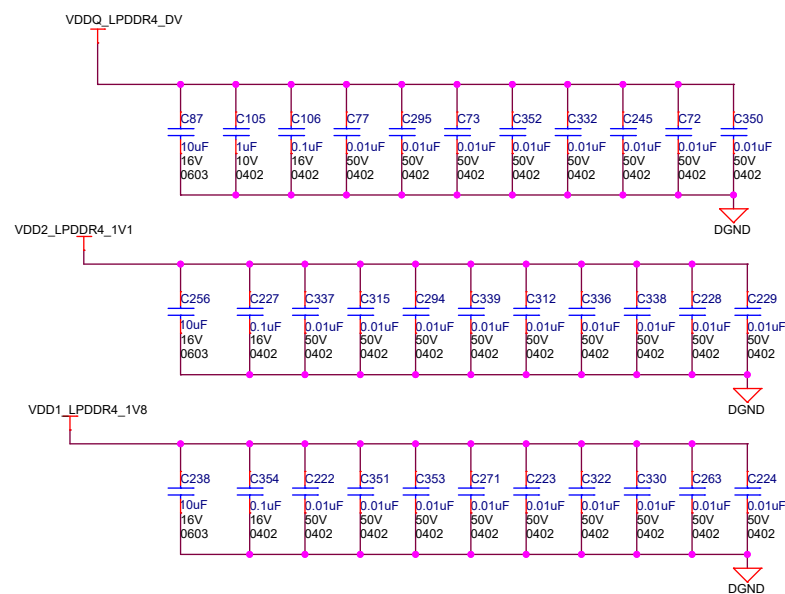 VDDQ_LPDDR4_DV
C87 C105 C106 C77 C295 C73 C352 C332 C245 C72 C350
10uF 1uF 0.1uF 0.01uF 0.01uF 0.01uF 0.01uF 0.01uF 0.01uF 0.01uF 0.01uF
16V 10V 16V 50V 50V 50V 50V 50V 50V 50V 50V
0603 0402 0402 0402 0402 0402 0402 0402 0402 0402 0402
DGND
VDD2_LPDDR4_1V1
C256 C227 C337 C315 C294 C339 C312 C336 C338 C228 C229
10uF 0.1uF 0.01uF 0.01uF 0.01uF 0.01uF 0.01uF 0.01uF 0.01uF 0.01uF 0.01uF
16V 16V 50V 50V 50V 50V 50V 50V 50V 50V 50V
0603 0402 0402 0402 0402 0402 0402 0402 0402 0402 0402
DGND
VDD1_LPDDR4_1V8
C238 C354 C222 C351 C353 C271 C223 C322 C330 C263 C224
10uF 0.1uF 0.01uF 0.01uF 0.01uF 0.01uF 0.01uF 0.01uF 0.01uF 0.01uF 0.01uF
16V 16V 50V 50V 50V 50V 50V 50V 50V 50V 50V
0603 0402 0402 0402 0402 0402 0402 0402 0402 0402 0402
DGND